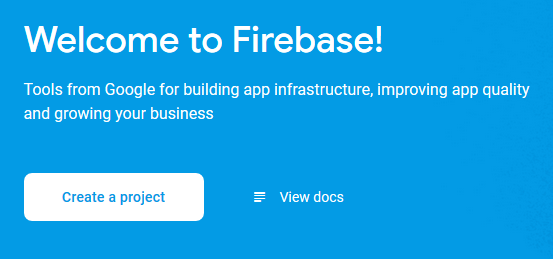 Welcome to Firebase!
Tools from Google for building app infrastructure, improving app quality
and growing your business
Create a project
View docs